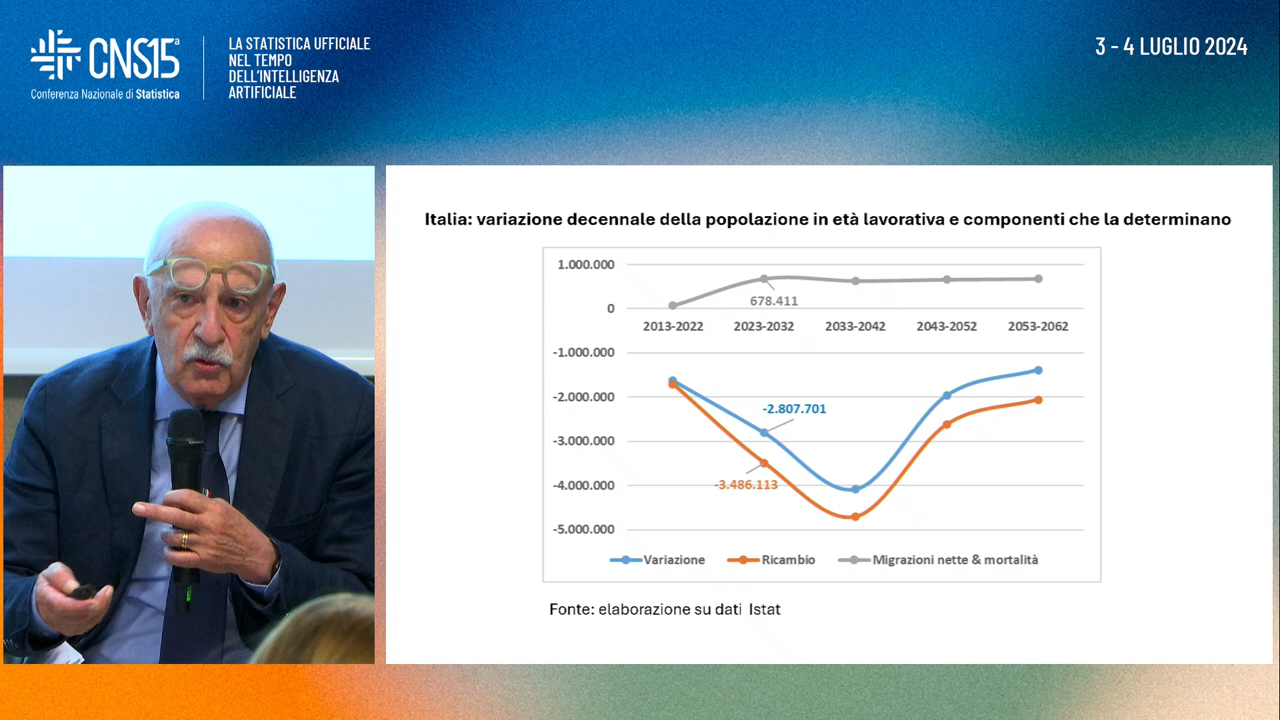 CNS15ª
Conferenza Nazionale di Statistica
LA STATISTICA UFFICIALE
NEL TEMPO
DELL'INTELLIGENZA
ARTIFICIALE
3 - 4 LUGLIO 2024
Italia: variazione decennale della popolazione in età lavorativa e componenti che la determinano
1.000.000
678.411
0
2013-2022 2023-2032 2033-2042 2043-2052 2053-2062
-1.000.000
-2.000.000
-2.807.701
-3.000.000
-3.486.113
-4.000.000
-5.000.000
Variazione Ricambio Migrazioni nette & mortalità
Fonte: elaborazione su dati Istat